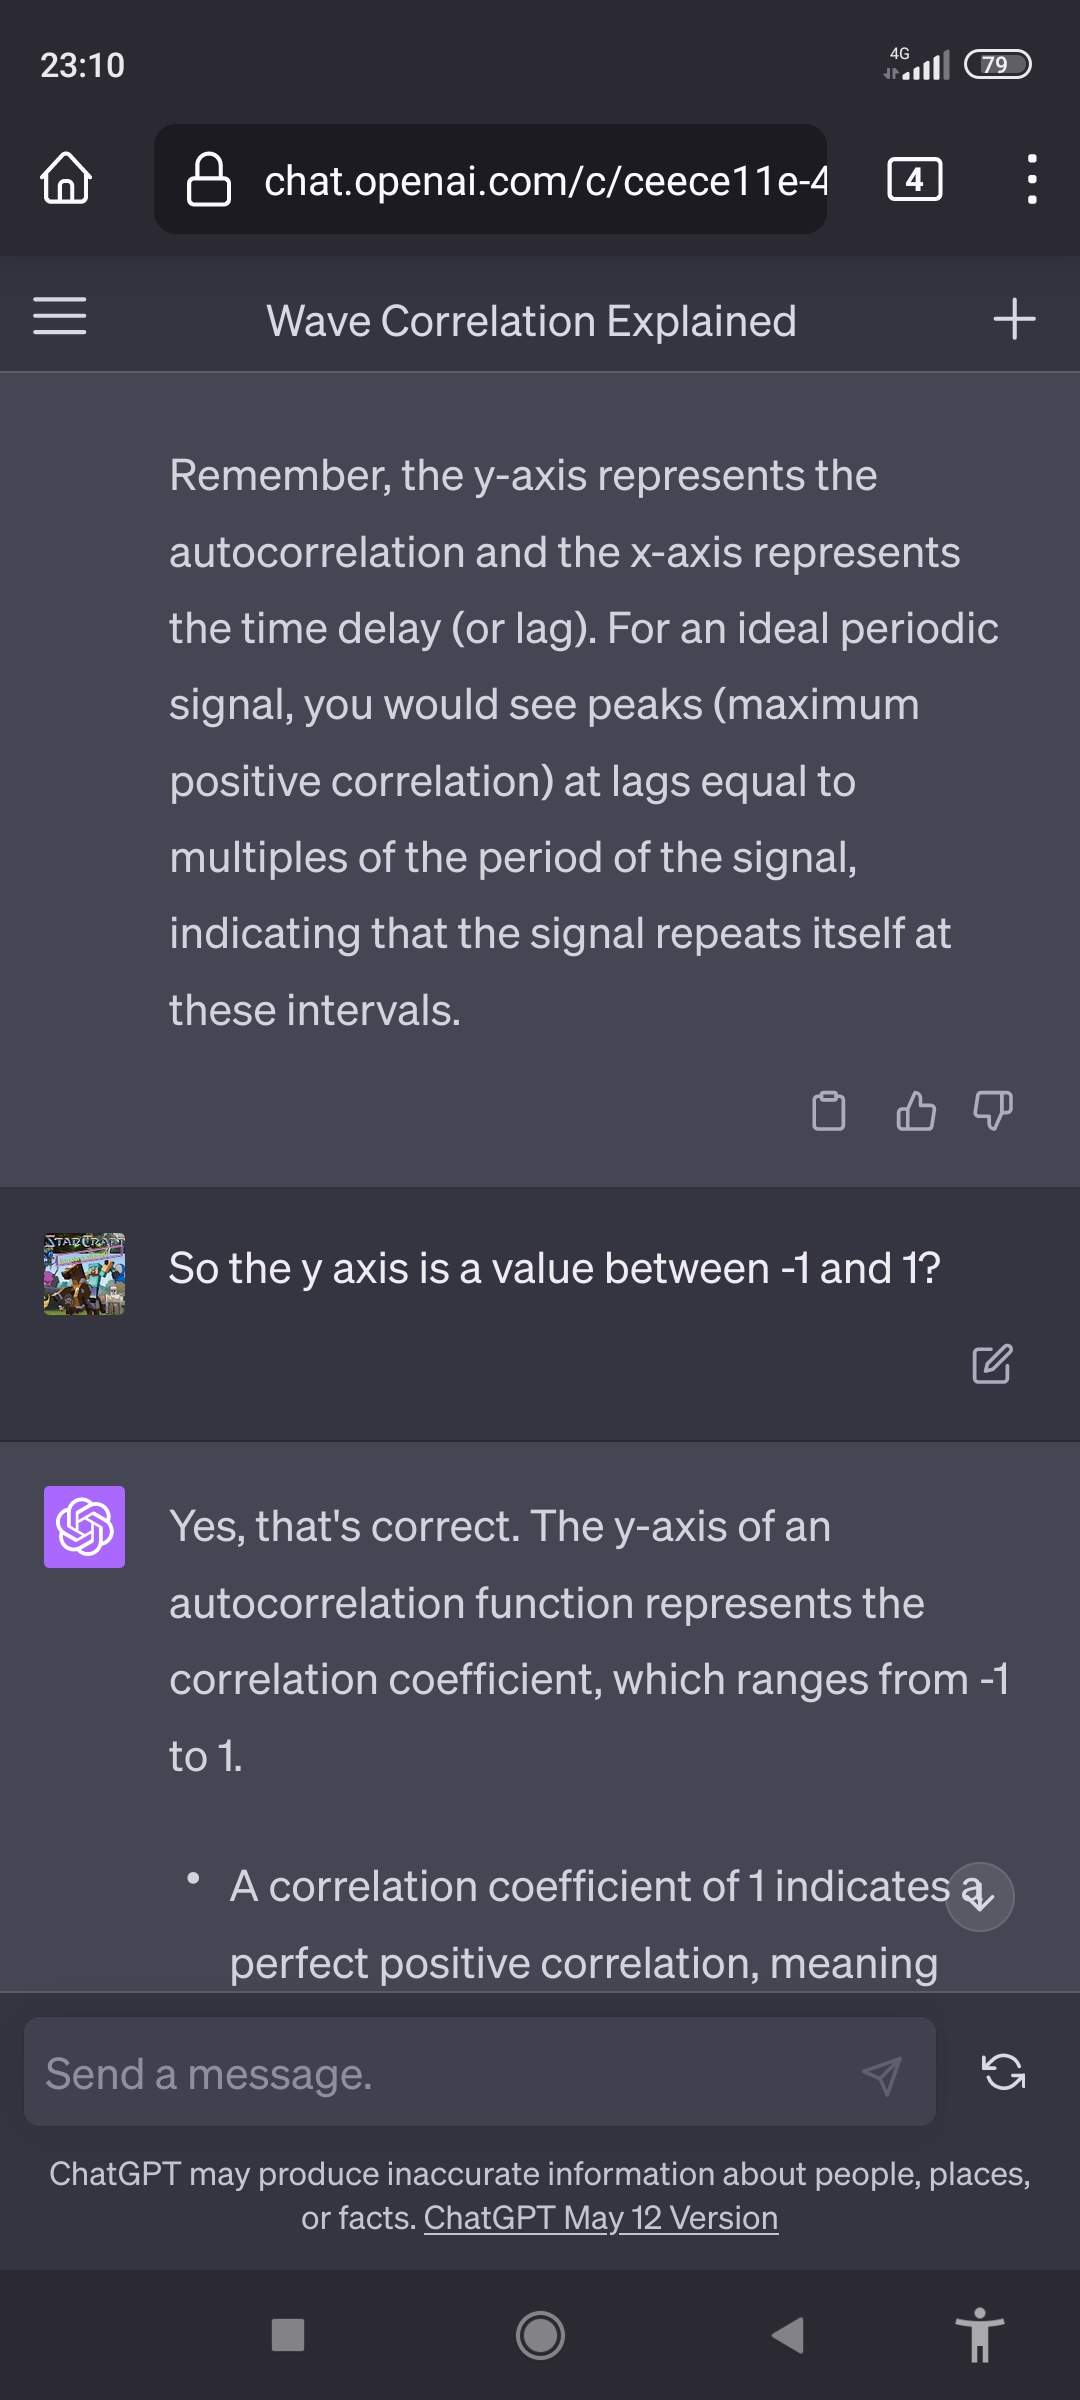 23:10
4G
79
chat.openai.com/c/ceece11e-4
4
Wave Correlation Explained
Remember, the y-axis represents the
autocorrelation and the x-axis represents
the time delay (or lag). For an ideal periodic
signal, you would see peaks (maximum
positive correlation) at lags equal to
multiples of the period of the signal,
indicating that the signal repeats itself at
these intervals.
STARCRAFT
So the y axis is a value between -1 and 1?
Yes, that's correct. The y-axis of an
autocorrelation function represents the
correlation coefficient, which ranges from -1
to 1.
• A correlation coefficient of 1 indicates a
perfect positive correlation, meaning
Send a message.
ChatGPT may produce inaccurate information about people, places,
or facts. ChatGPT May 12 Version